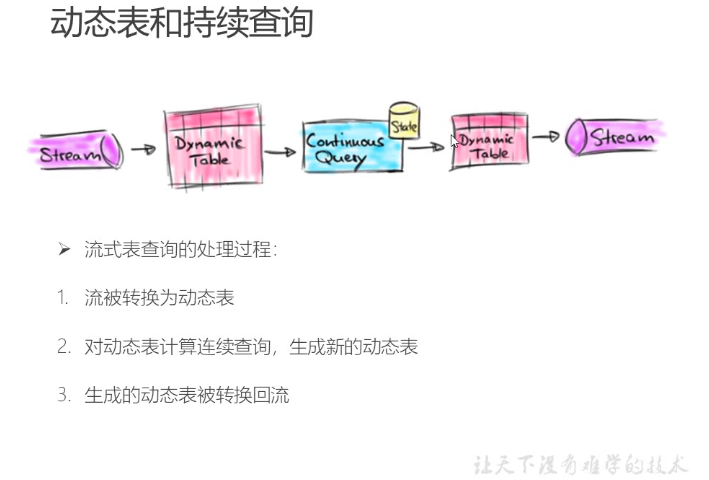 动态表和持续查询
Stream
Dynamic Table
Continuous Query
State
Dynamic Table
Stream
➢ 流式表查询的处理过程:
1. 流被转换为动态表
2. 对动态表计算连续查询，生成新的动态表
3. 生成的动态表被转换回流
让天下没有难学的技术